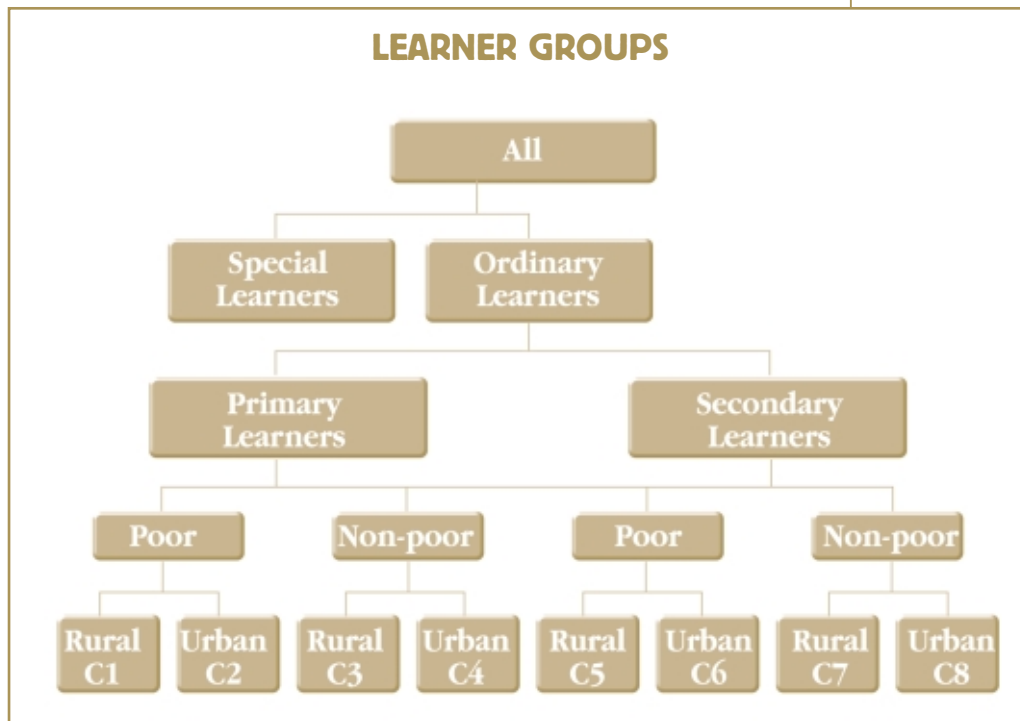 LEARNER GROUPS
All
Special
Learners
Ordinary
Learners
Primary
Learners
Secondary
Learners
Poor
Non-poor
Poor
Non-poor
Rural
C1
Urban
C2
Rural
C3
Urban
C4
Rural
C5
Urban
C6
Rural
C7
Urban
C8